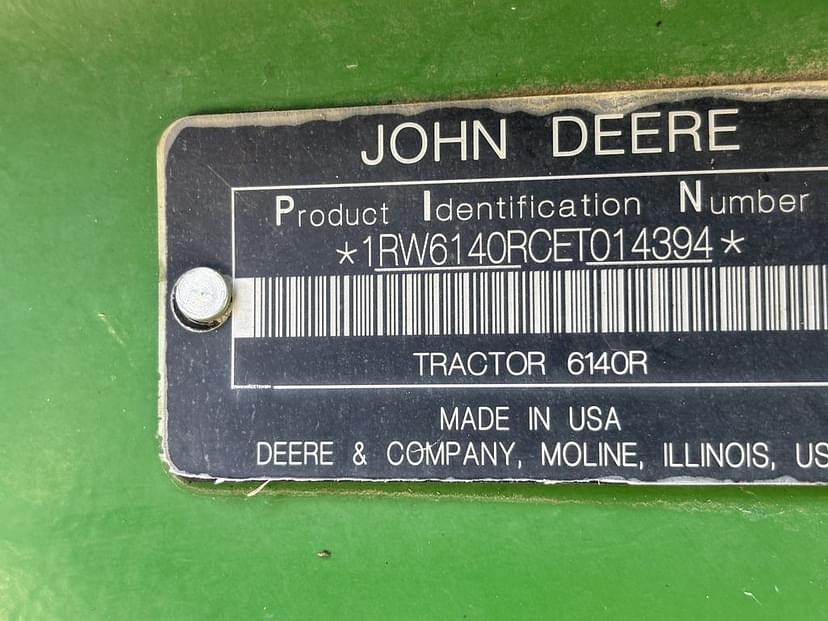 JOHN DEERE
Product Identification Number
*1RW6140RCET014394*
TRACTOR 6140R
MADE IN USA
DEERE & COMPANY, MOLINE, ILLINOIS, US